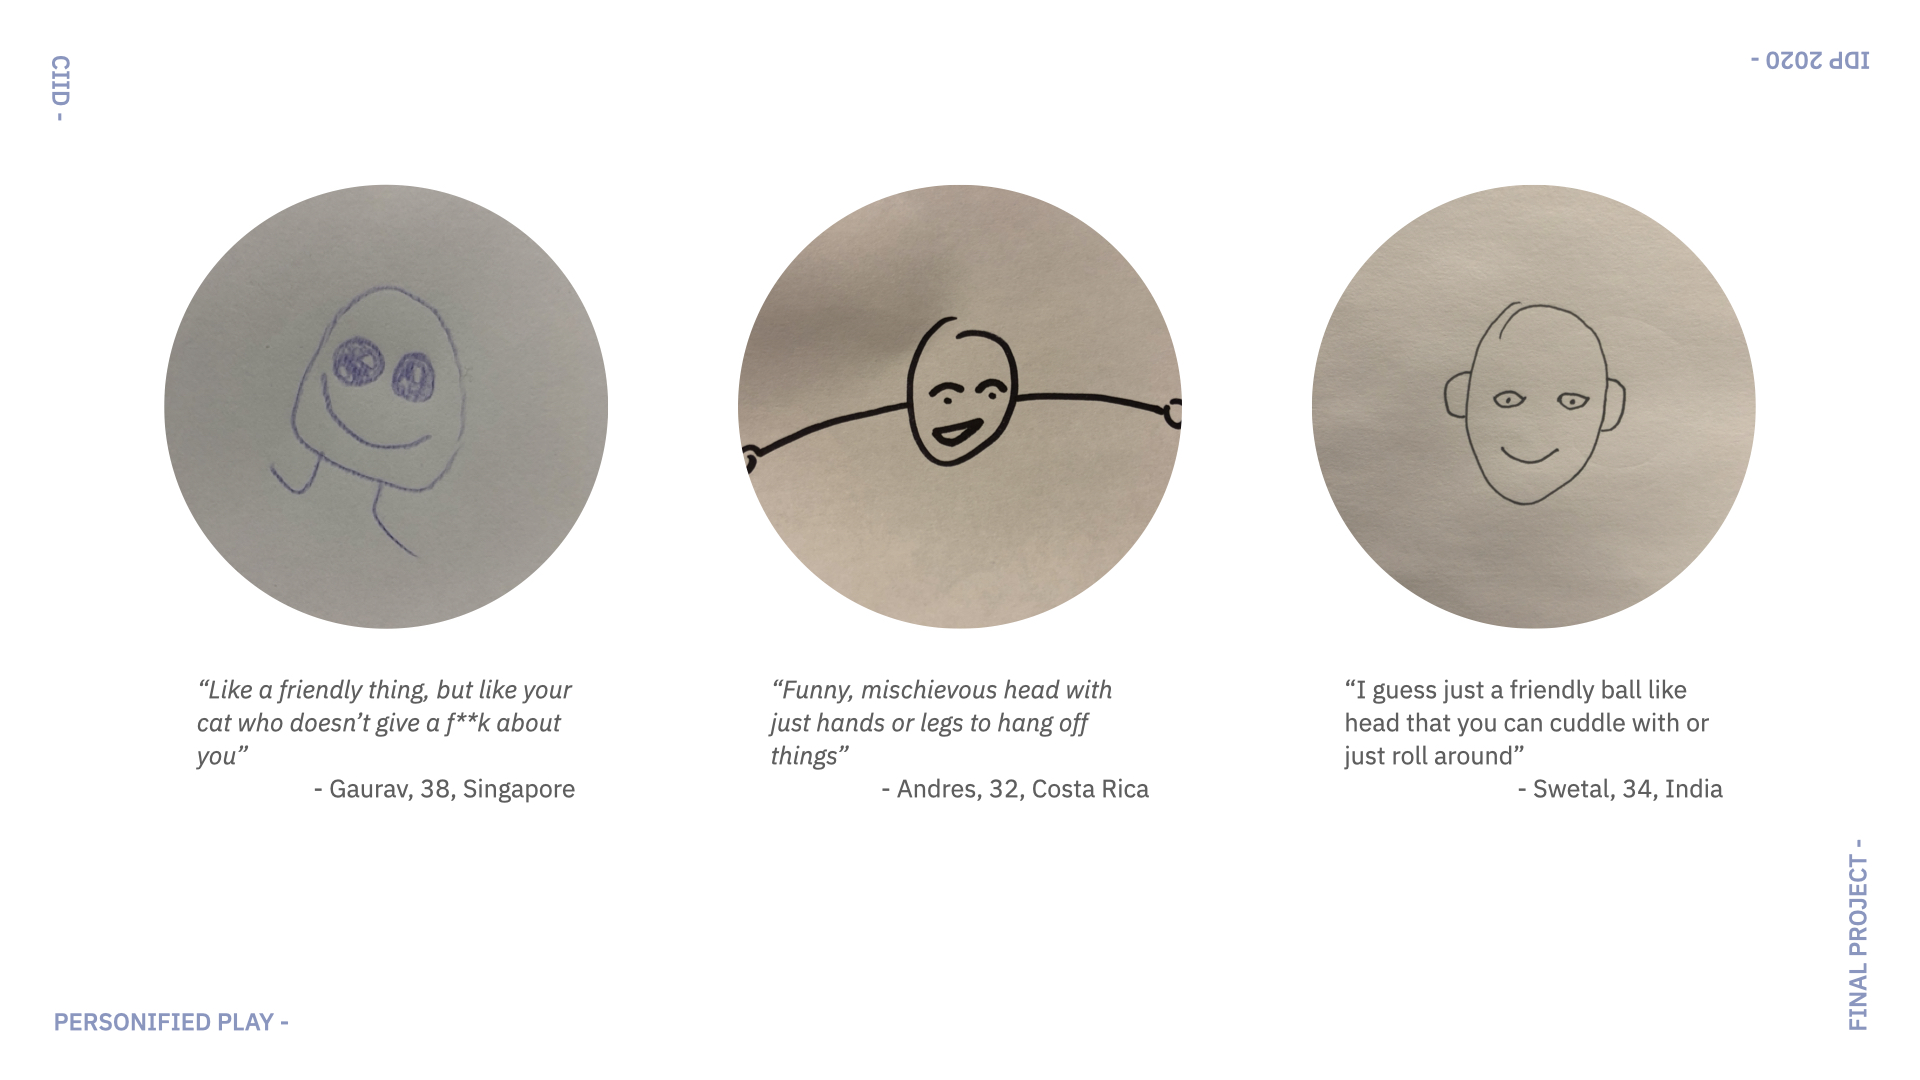 CIID -
IDP 2020 -
“Like a friendly thing, but like your
cat who doesn’t give a f**k about
you”
- Gaurav, 38, Singapore
“Funny, mischievous head with
just hands or legs to hang off
things”
- Andres, 32, Costa Rica
“I guess just a friendly ball like
head that you can cuddle with or
just roll around”
- Swetal, 34, India
FINAL PROJECT -
PERSONIFIED PLAY -